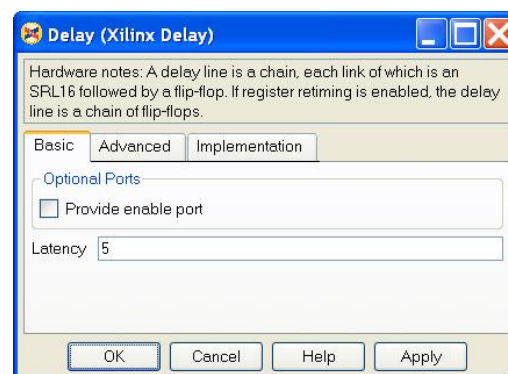 Delay (Xilinx Delay)
Hardware notes: A delay line is a chain, each link of which is an
SRL16 followed by a flip-flop. If register retiming is enabled, the delay
line is a chain of flip-flops.
Basic Advanced Implementation
Optional Ports
Provide enable port
Latency 5
OK Cancel Help Apply